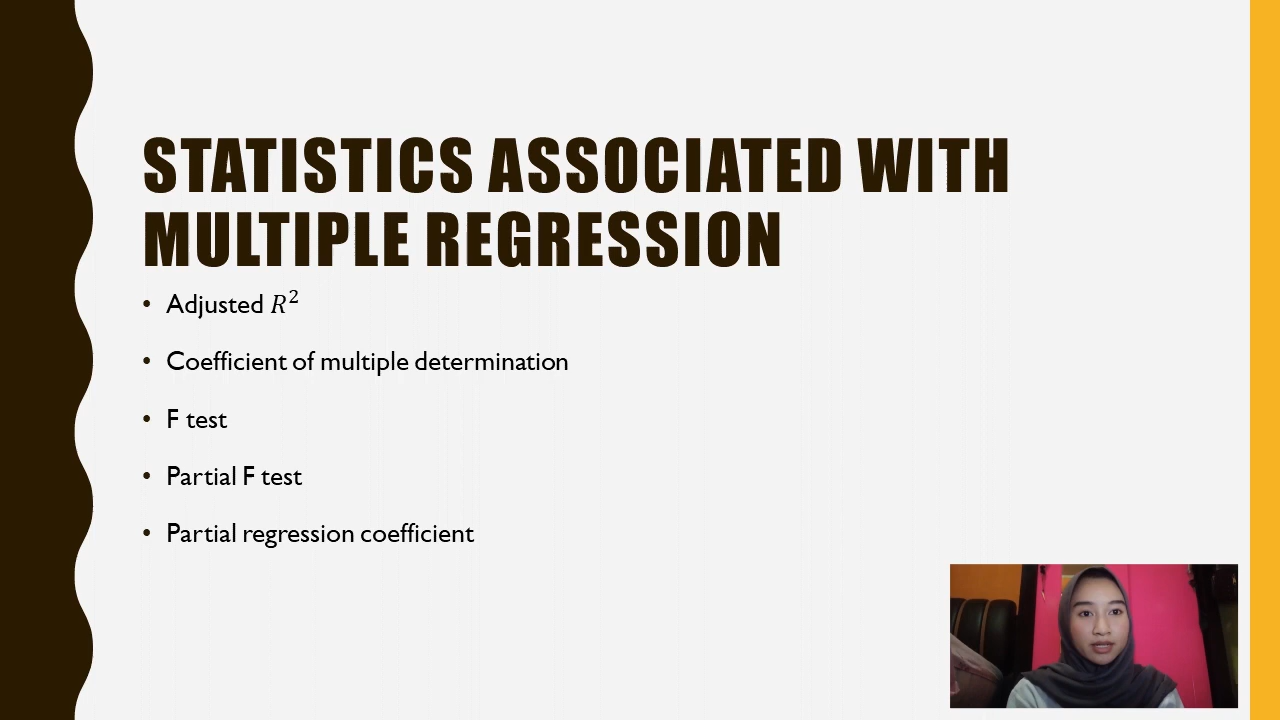 STATISTICS ASSOCIATED WITH
MULTIPLE REGRESSION
• Adjusted R²
• Coefficient of multiple determination
• F test
• Partial F test
• Partial regression coefficient